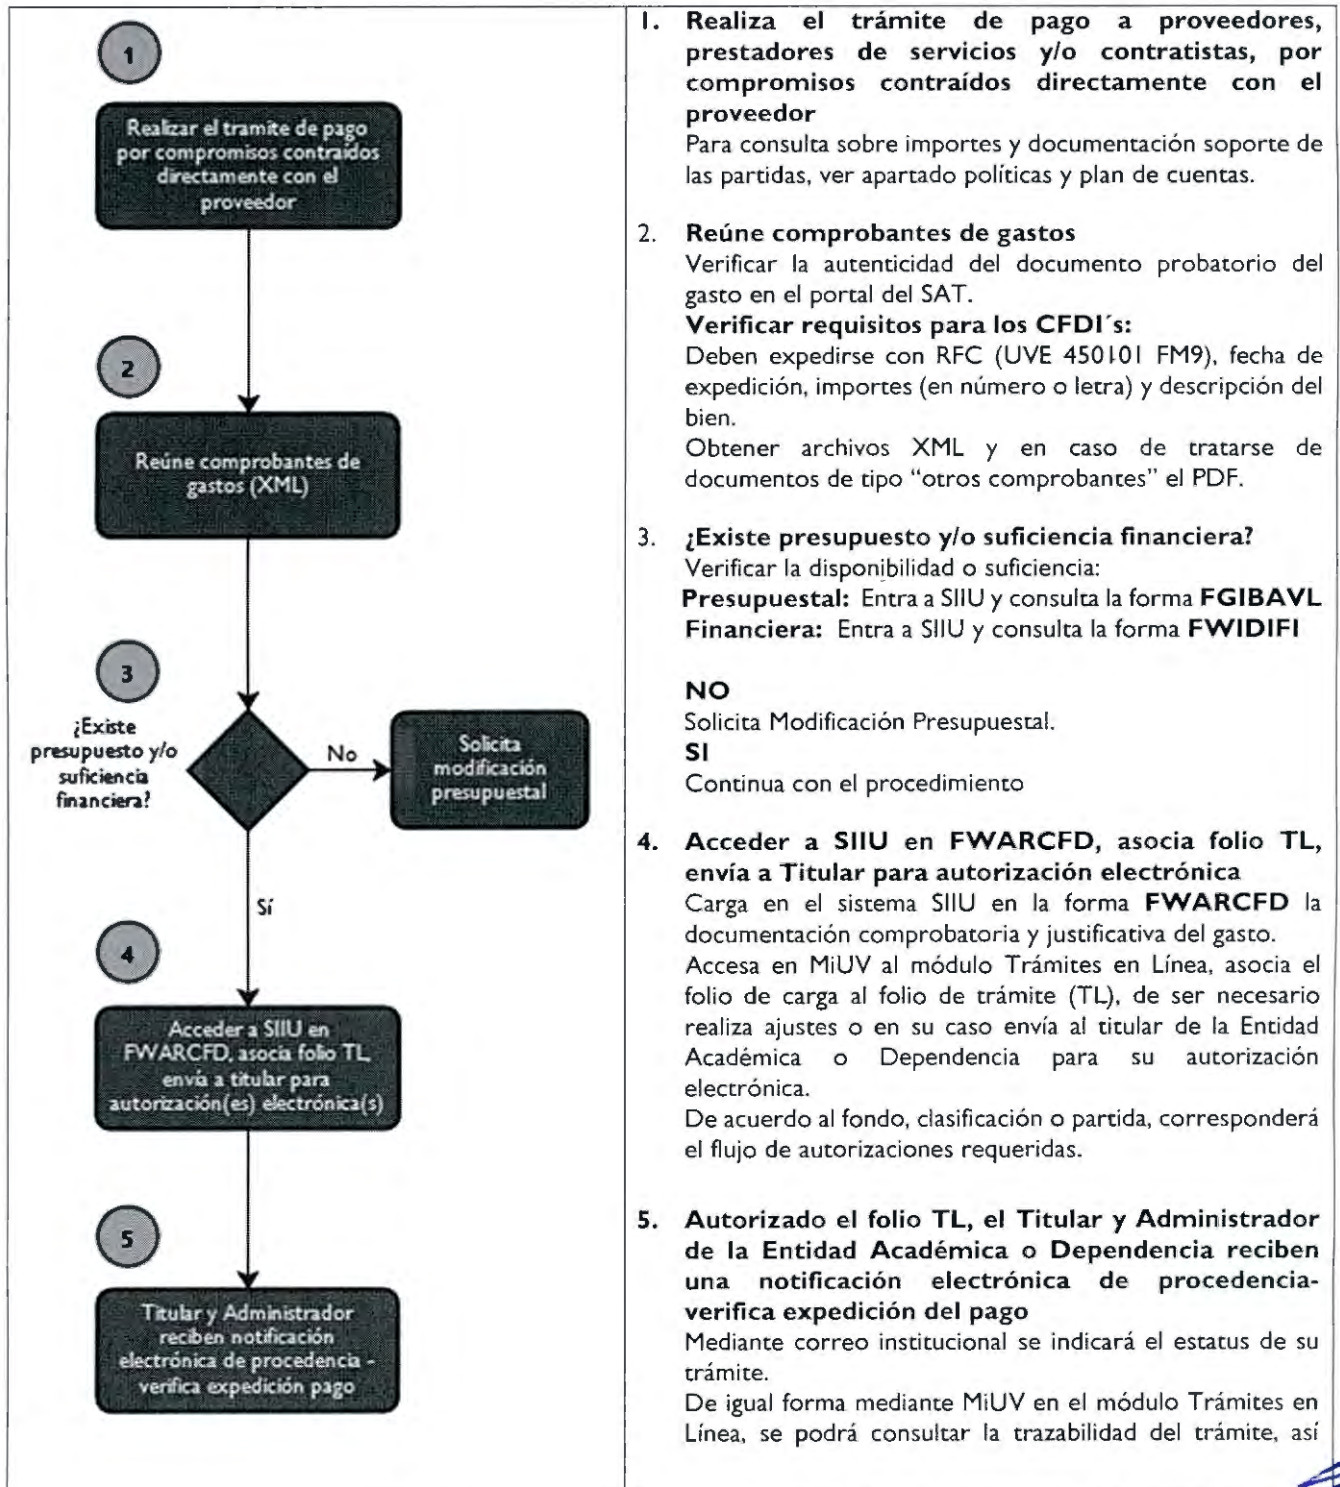 1
Realizar el tramite de pago
por compromisos contraídos
directamente con el
proveedor
2
Reúne comprobantes de
gastos (XML)
3
¿Existe
presupuesto y/o
suficiencia
financiera?
No
Solicita
modificación
presupuestal
Sí
4
Acceder a SIIU en
FWARCFD, asocia folio TL,
envía a titular para
autorización(es) electrónica(s)
5
Titular y Administrador
reciben notificación
electrónica de procedencia -
verifica expedición pago
1. Realiza el trámite de pago a proveedores,
prestadores de servicios y/o contratistas, por
compromisos contraídos directamente con el
proveedor
Para consulta sobre importes y documentación soporte de
las partidas, ver apartado políticas y plan de cuentas.
2. Reúne comprobantes de gastos
Verificar la autenticidad del documento probatorio del
gasto en el portal del SAT.
Verificar requisitos para los CFDI´s:
Deben expedirse con RFC (UVE 450101 FM9), fecha de
expedición, importes (en número o letra) y descripción del
bien.
Obtener archivos XML y en caso de tratarse de
documentos de tipo “otros comprobantes” el PDF.
3. ¿Existe presupuesto y/o suficiencia financiera?
Verificar la disponibilidad o suficiencia:
Presupuestal: Entra a SIIU y consulta la forma FGIBAVL
Financiera: Entra a SIIU y consulta la forma FWIDIFI
NO
Solicita Modificación Presupuestal.
SI
Continua con el procedimiento
4. Acceder a SIIU en FWARCFD, asocia folio TL,
envía a Titular para autorización electrónica
Carga en el sistema SIIU en la forma FWARCFD la
documentación comprobatoria y justificativa del gasto.
Accesa en MiUV al módulo Trámites en Línea, asocia el
folio de carga al folio de trámite (TL), de ser necesario
realiza ajustes o en su caso envía al titular de la Entidad
Académica o Dependencia para su autorización
electrónica.
De acuerdo al fondo, clasificación o partida, corresponderá
el flujo de autorizaciones requeridas.
5. Autorizado el folio TL, el Titular y Administrador
de la Entidad Académica o Dependencia reciben
una notificación electrónica de procedencia-
verifica expedición del pago
Mediante correo institucional se indicará el estatus de su
trámite.
De igual forma mediante MiUV en el módulo Trámites en
Línea, se podrá consultar la trazabilidad del trámite, así